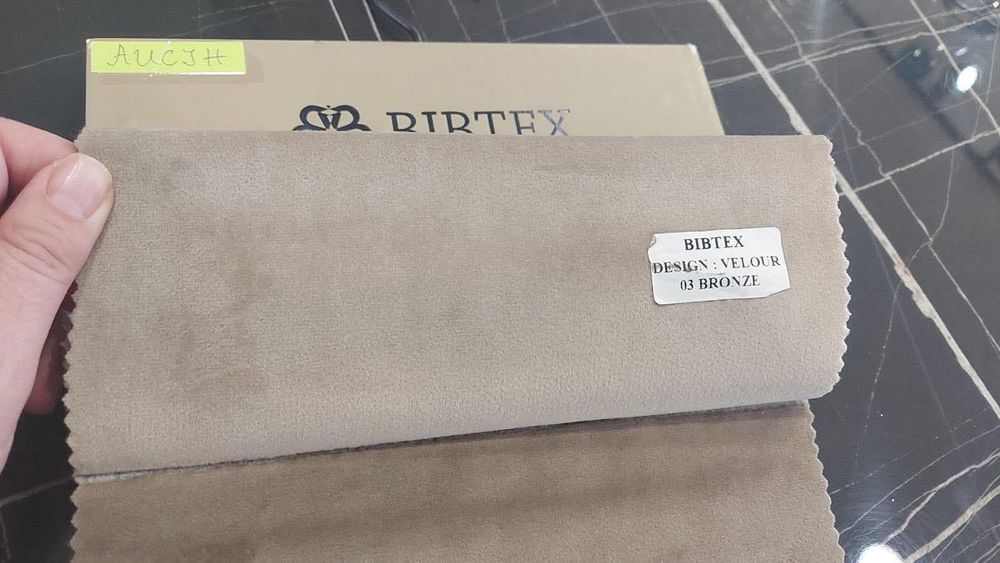 AUCJH
BIBTEX
BIBTEX
DESIGN : VELOUR
03 BRONZE